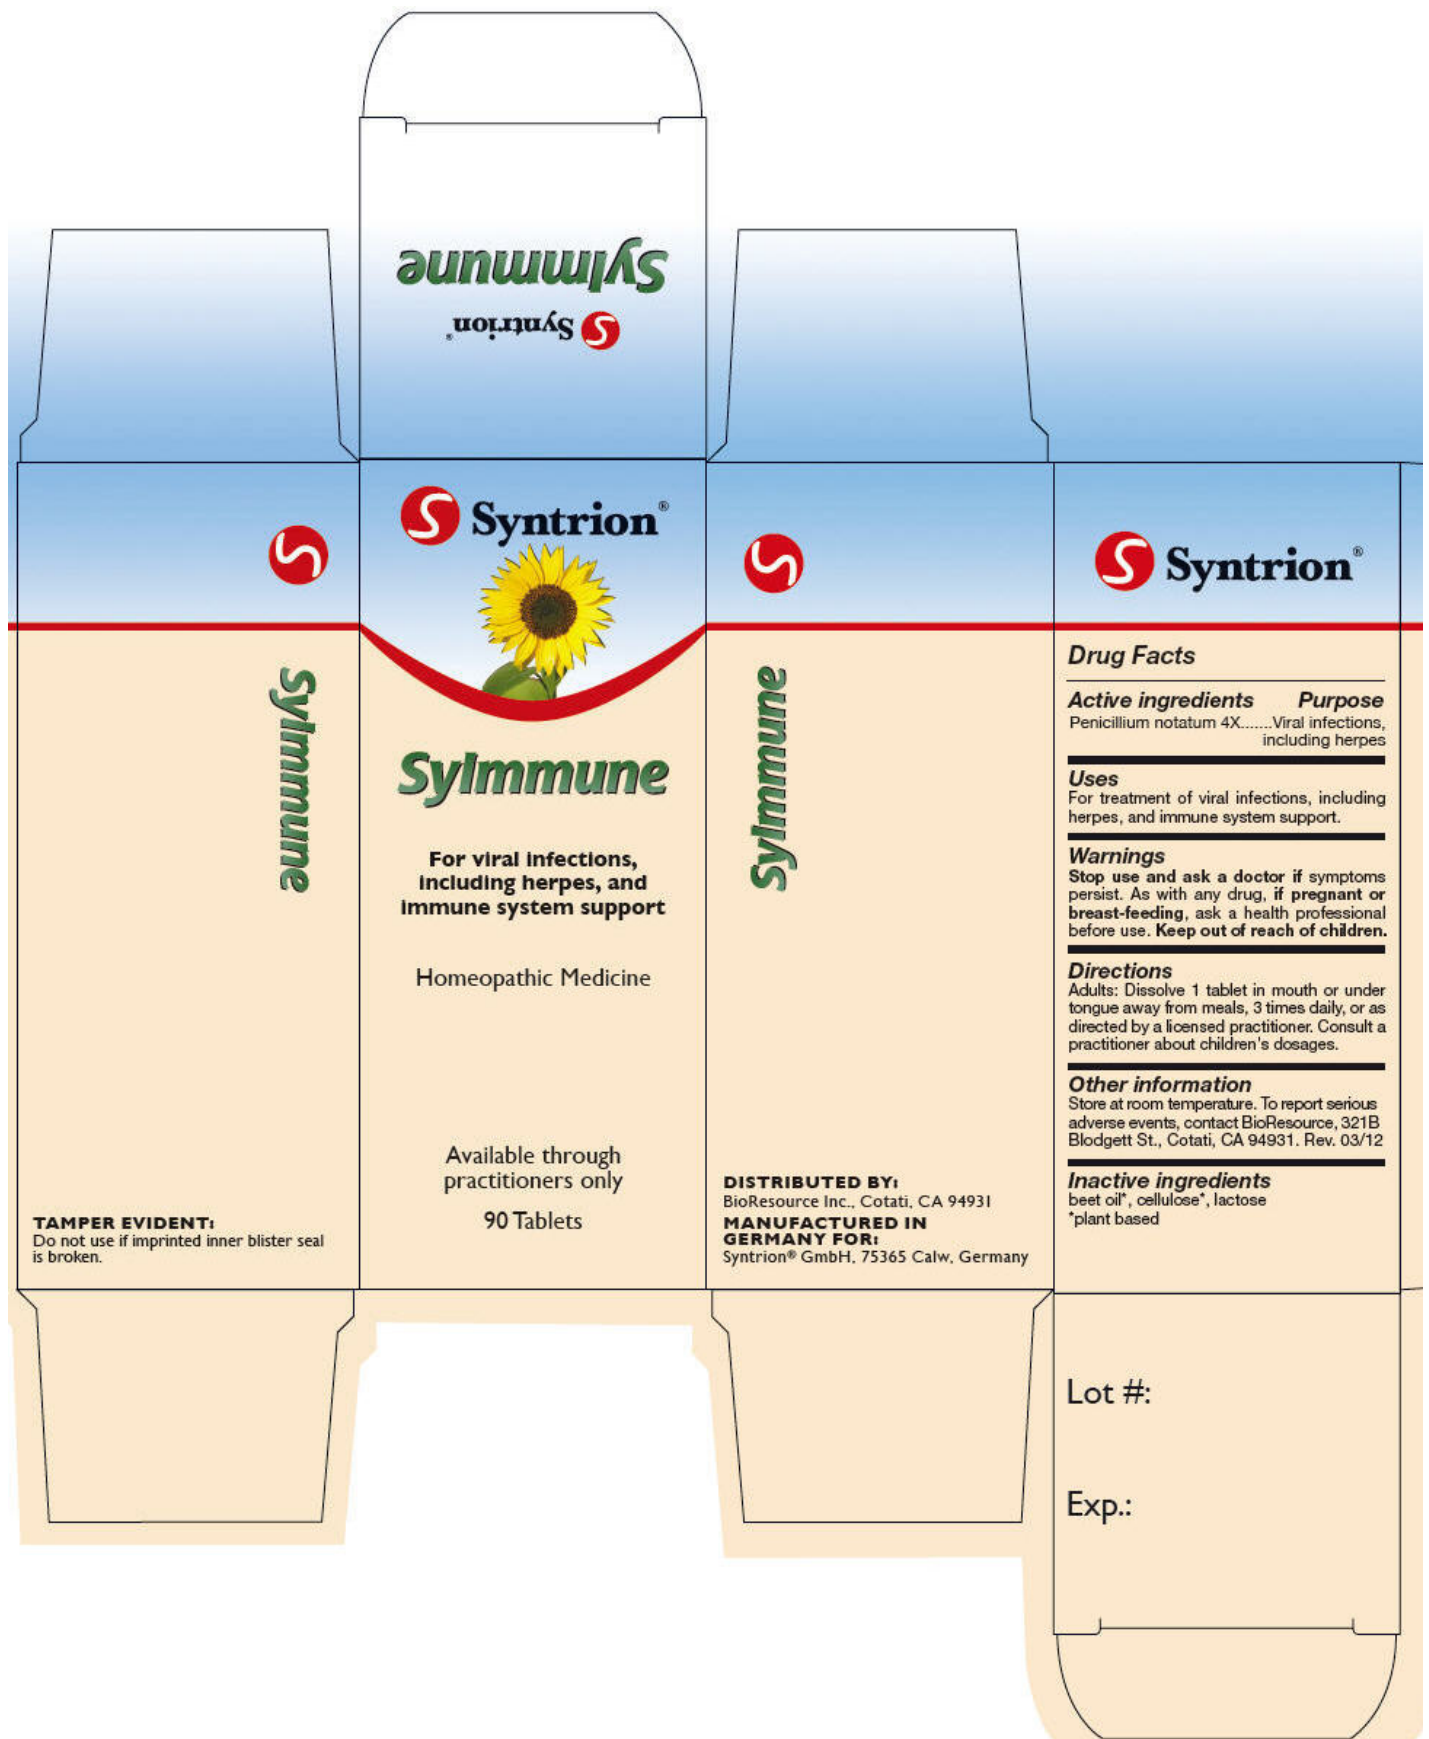 SyImmune
Syntrion®
Syntrion®
SyImmune
For viral infections,
including herpes, and
immune system support
Homeopathic Medicine
Available through
practitioners only
90 Tablets
SyImmune
TAMPER EVIDENT:
Do not use if imprinted inner blister seal
is broken.
SyImmune
DISTRIBUTED BY:
BioResource Inc., Cotati, CA 94931
MANUFACTURED IN
GERMANY FOR:
Syntrion® GmbH, 75365 Calw, Germany
Syntrion®
Drug Facts
Active ingredients Purpose
Penicillium notatum 4X.......Viral infections,
including herpes
Uses
For treatment of viral infections, including
herpes, and immune system support.
Warnings
Stop use and ask a doctor if symptoms
persist. As with any drug, if pregnant or
breast-feeding, ask a health professional
before use. Keep out of reach of children.
Directions
Adults: Dissolve 1 tablet in mouth or under
tongue away from meals, 3 times daily, or as
directed by a licensed practitioner. Consult a
practitioner about children's dosages.
Other information
Store at room temperature. To report serious
adverse events, contact BioResource, 321B
Blodgett St., Cotati, CA 94931. Rev. 03/12
Inactive ingredients
beet oil*, cellulose*, lactose
*plant based
Lot #:
Exp.: